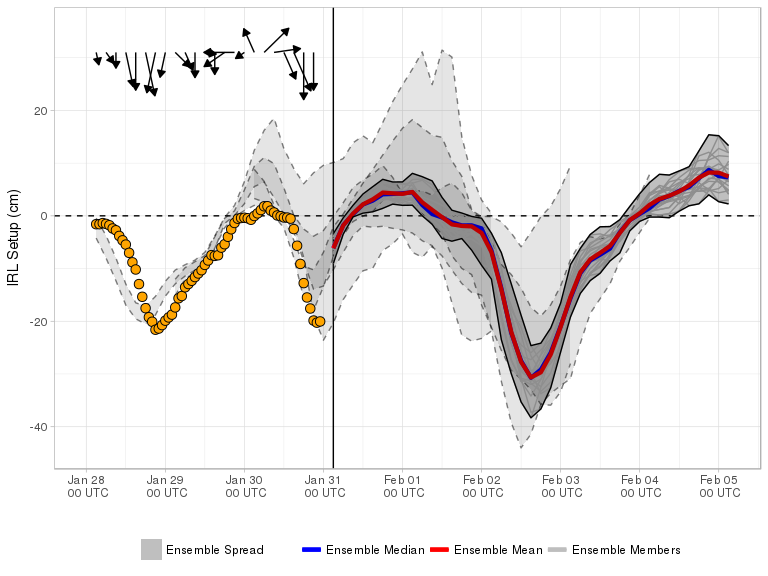 IRL Setup (cm)
20
0
-20
-40
Jan 28 Jan 29 Jan 30 Jan 31 Feb 01 Feb 02 Feb 03 Feb 04 Feb 05
00 UTC 00 UTC 00 UTC 00 UTC 00 UTC 00 UTC 00 UTC 00 UTC 00 UTC
Ensemble Spread Ensemble Median Ensemble Mean Ensemble Members